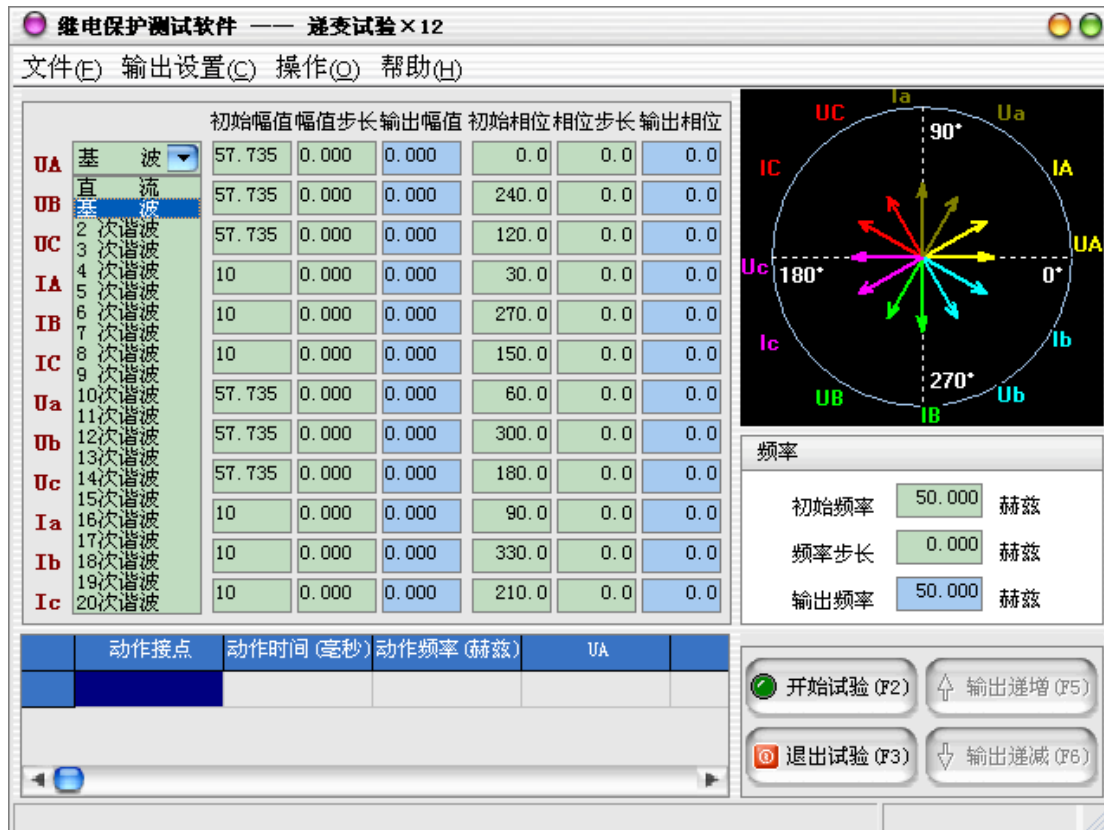 继电保护测试软件 —— 递变试验×12
文件(F) 输出设置(C) 操作(O) 帮助(H)
初始幅值 幅值步长 输出幅值 初始相位 相位步长 输出相位
UA 基 波 57.735 0.000 0.000 0.0 0.0 0.0
UB 57.735 0.000 0.000 240.0 0.0 0.0
UC 57.735 0.000 0.000 120.0 0.0 0.0
IA 10 0.000 0.000 30.0 0.0 0.0
IB 10 0.000 0.000 270.0 0.0 0.0
IC 10 0.000 0.000 150.0 0.0 0.0
Ua 57.735 0.000 0.000 60.0 0.0 0.0
Ub 57.735 0.000 0.000 300.0 0.0 0.0
Uc 57.735 0.000 0.000 180.0 0.0 0.0
Ia 10 0.000 0.000 90.0 0.0 0.0
Ib 10 0.000 0.000 330.0 0.0 0.0
Ic 10 0.000 0.000 210.0 0.0 0.0
直 流
基 波
2 次谐波
3 次谐波
4 次谐波
5 次谐波
6 次谐波
7 次谐波
8 次谐波
9 次谐波
10次谐波
11次谐波
12次谐波
13次谐波
14次谐波
15次谐波
16次谐波
17次谐波
18次谐波
19次谐波
20次谐波
Ia
UC
Ua
90°
IC
IA
UA
Uc
180°
0°
Ic
Ib
270°
UB
Ub
IB
频率
初始频率 50.000 赫兹
频率步长 0.000 赫兹
输出频率 50.000 赫兹
动作接点 动作时间(毫秒) 动作频率(赫兹) UA
开始试验(F2) 输出递增(F5)
退出试验(F3) 输出递减(F6)